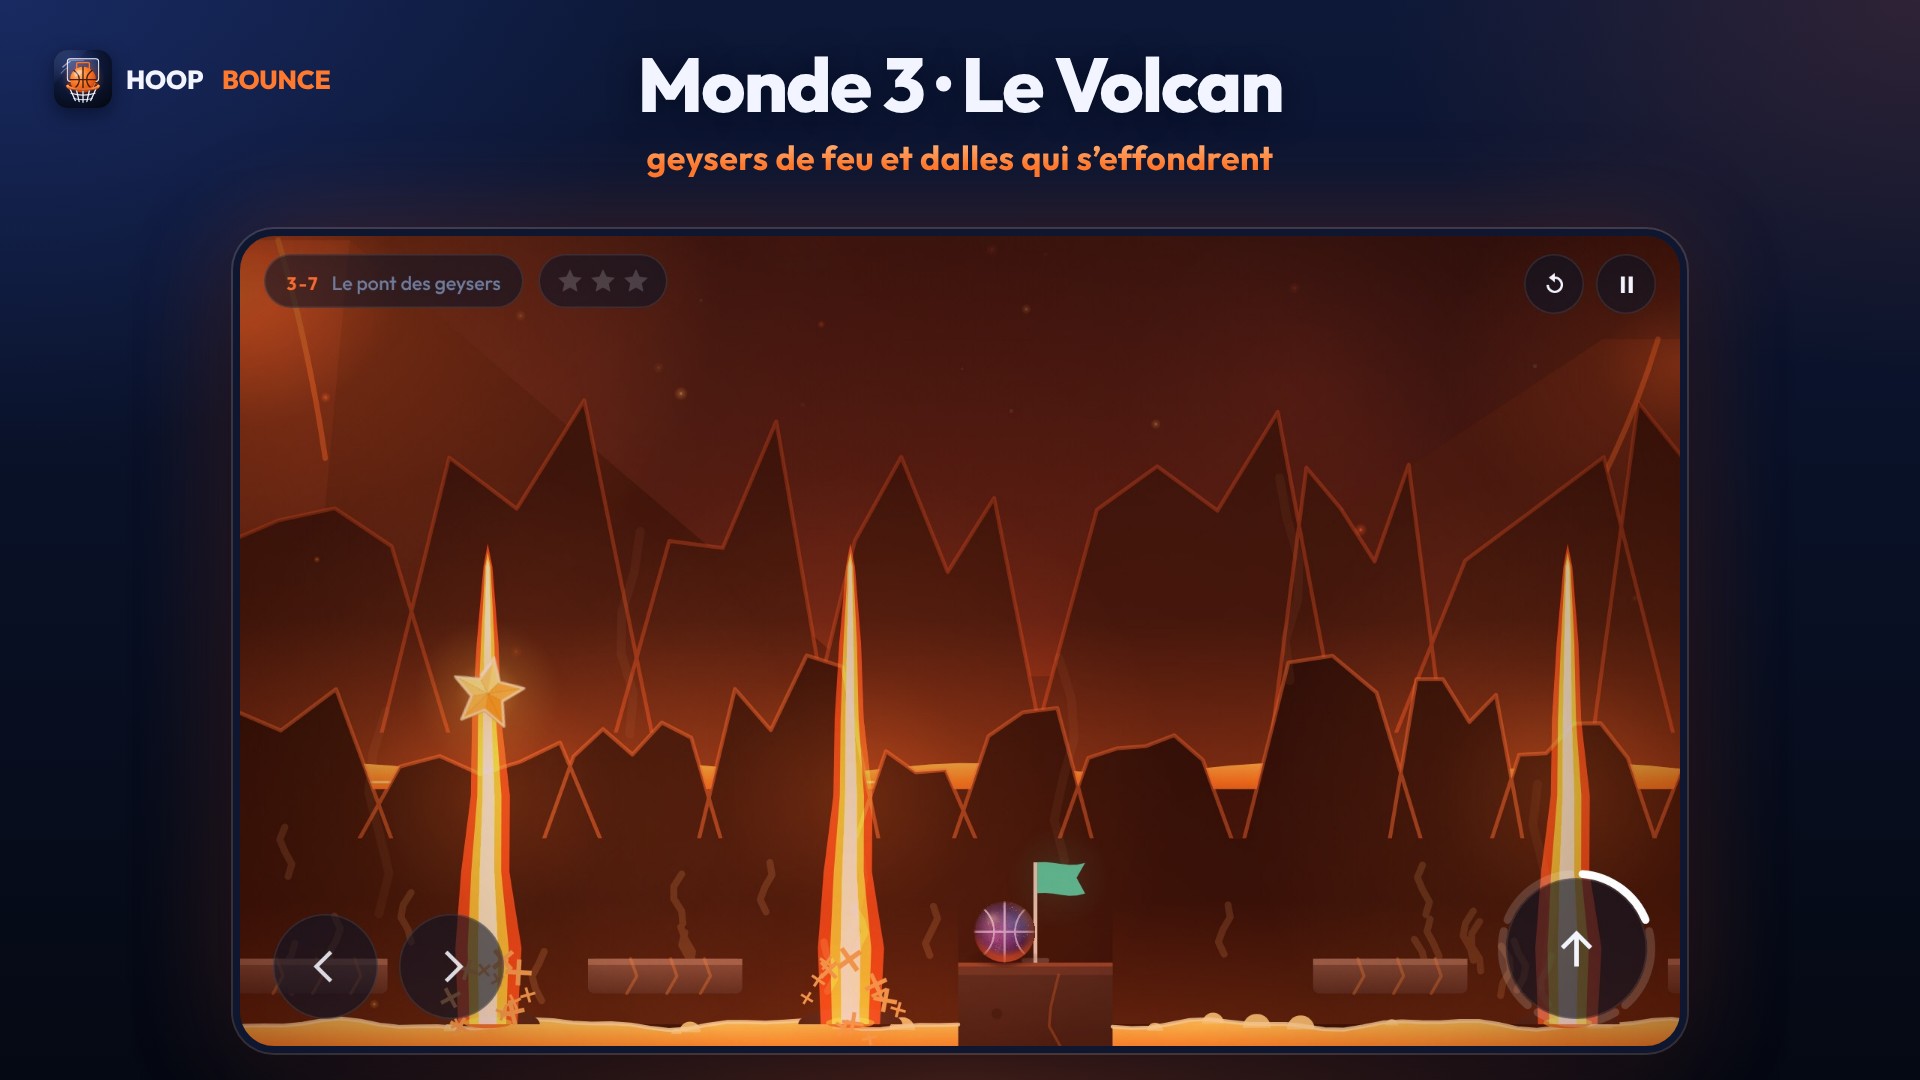 HOOP BOUNCE
Monde 3 • Le Volcan
geysers de feu et dalles qui s’effondrent
3-7 Le pont des geysers